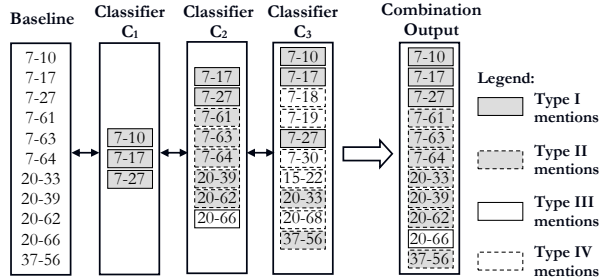 Baseline
7-10
7-17
7-27
7-61
7-63
7-64
20-33
20-39
20-62
20-66
37-56
Classifier
C1
7-10
7-17
7-27
Classifier
C2
7-17
7-27
7-61
7-63
7-64
20-39
20-62
20-66
Classifier
C3
7-10
7-17
7-18
7-19
7-27
7-30
15-22
20-33
20-68
37-56
Combination
Output
7-10
7-17
7-27
7-61
7-63
7-64
20-33
20-39
20-62
20-66
37-56
Legend:
Type I
mentions
Type II
mentions
Type III
mentions
Type IV
mentions